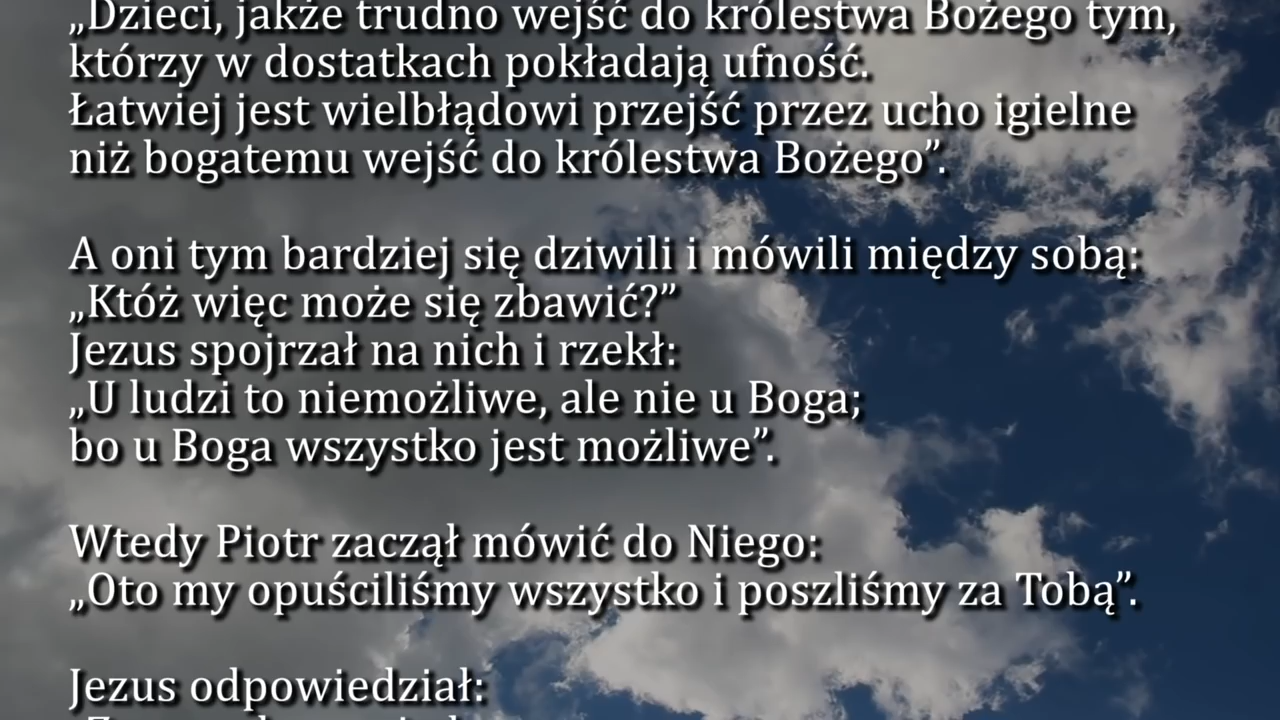 „Dzieci, jakże trudno wejść do królestwa Bożego tym,
którzy w dostatkach pokładają ufność.
Łatwiej jest wielbłądowi przejść przez ucho igielne
niż bogatemu wejść do królestwa Bożego”.
A oni tym bardziej się dziwili i mówili między sobą:
„Któż więc może się zbawić?”
Jezus spojrzał na nich i rzekł:
„U ludzi to niemożliwe, ale nie u Boga;
bo u Boga wszystko jest możliwe”.
Wtedy Piotr zaczął mówić do Niego:
„Oto my opuściliśmy wszystko i poszliśmy za Tobą”.
Jezus odpowiedział: